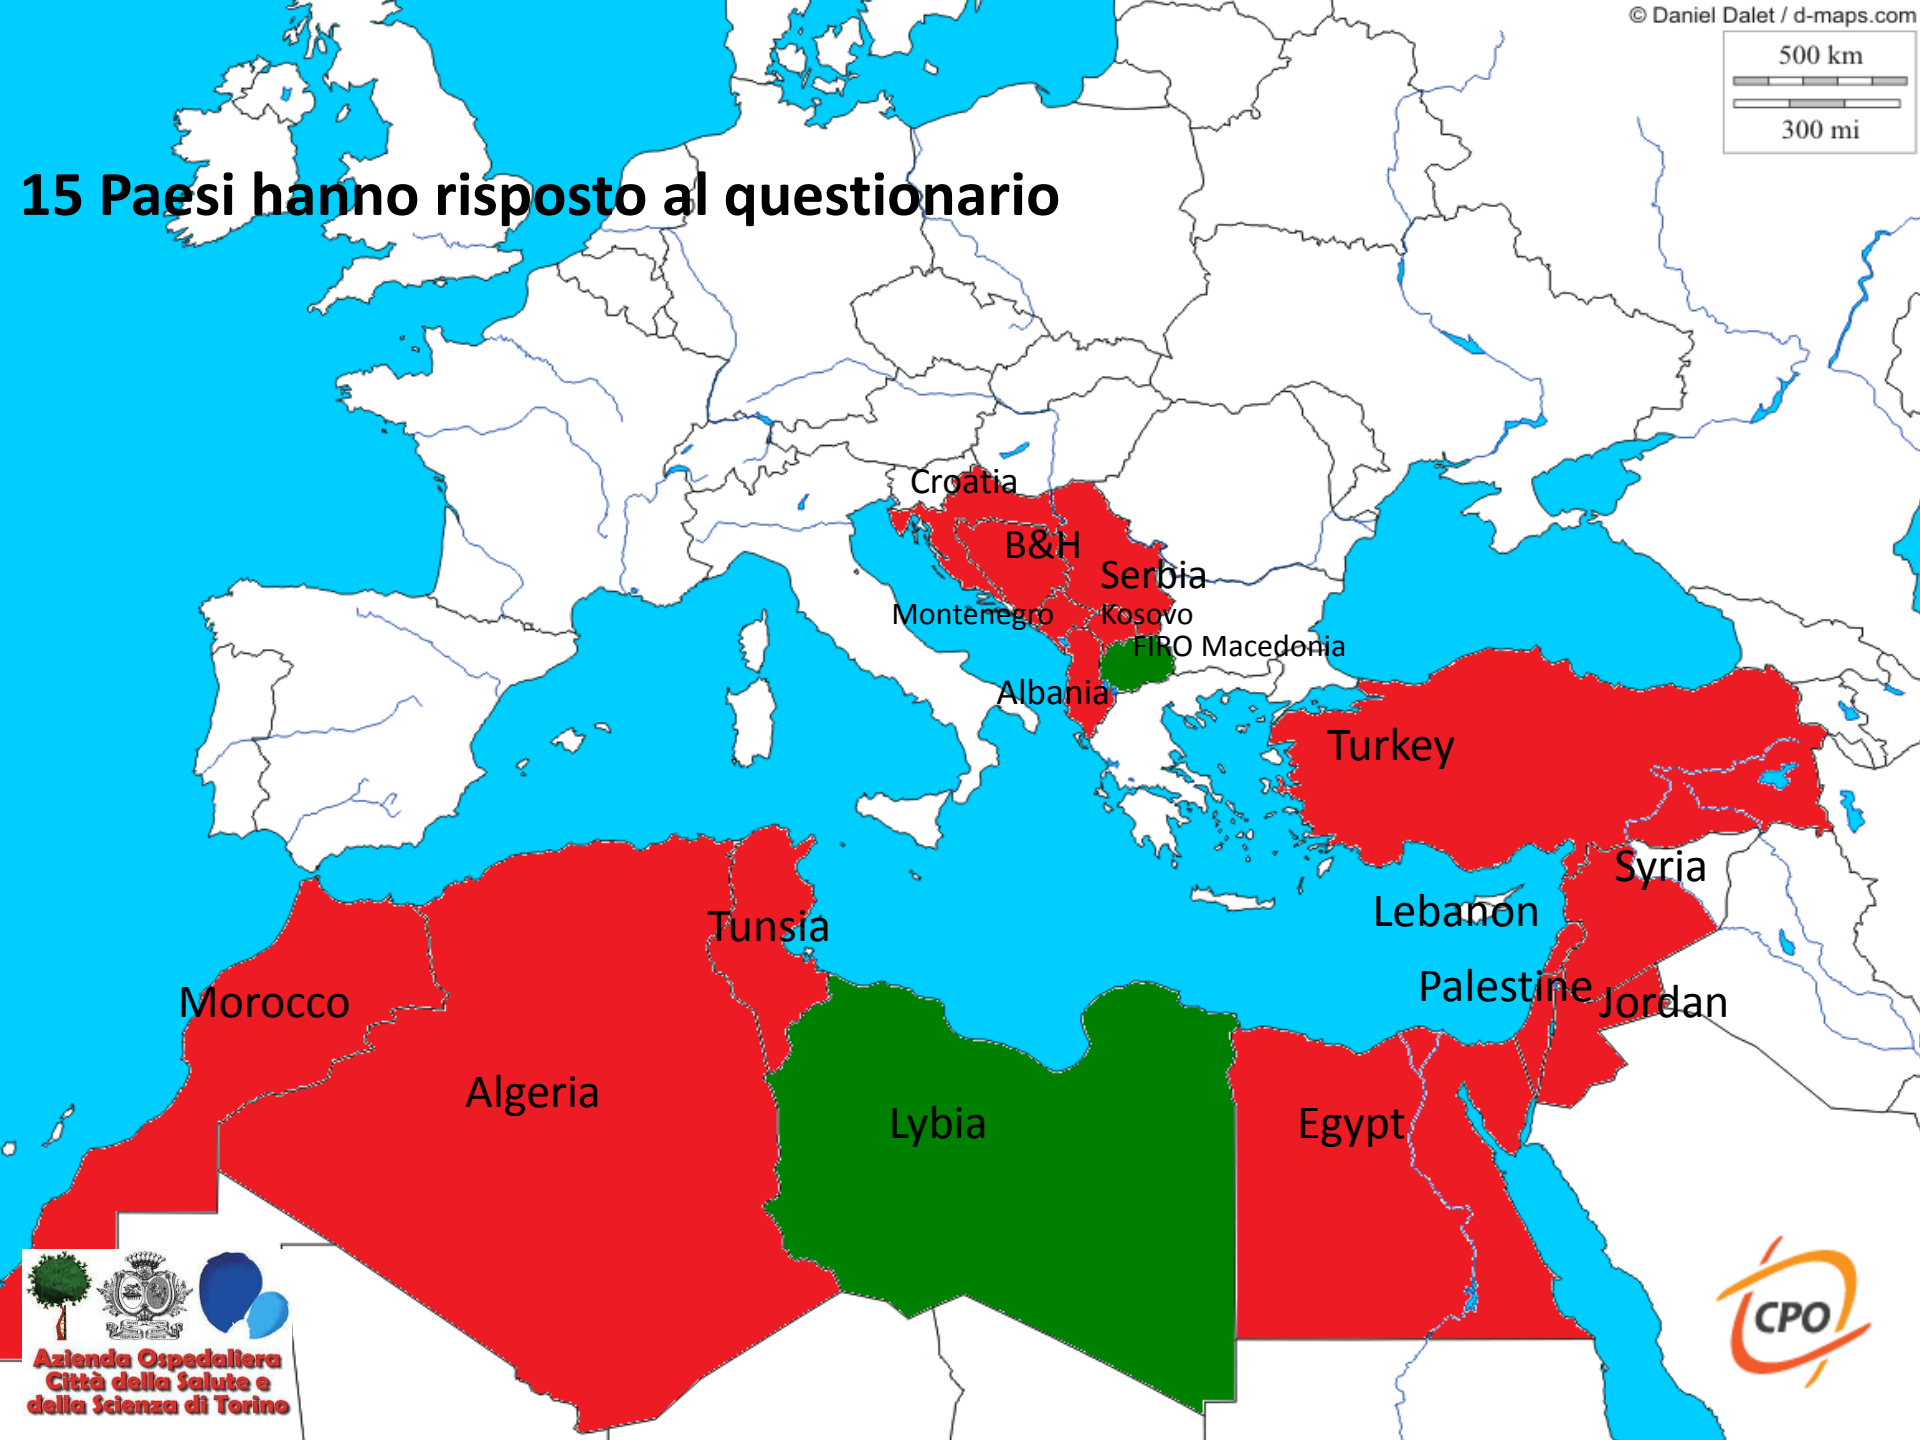 © Daniel Dalet / d-maps.com
500 km
300 mi
15 Paesi hanno risposto al questionario
Croatia
B&H
Serbia
Montenegro
Kosovo
FIRO Macedonia
Albania
Turkey
Syria
Lebanon
Tunsia
Palestine
Jordan
Morocco
Algeria
Lybia
Egypt
CPO
Azienda Ospedaliera
Città della Salute e
della Scienza di Torino